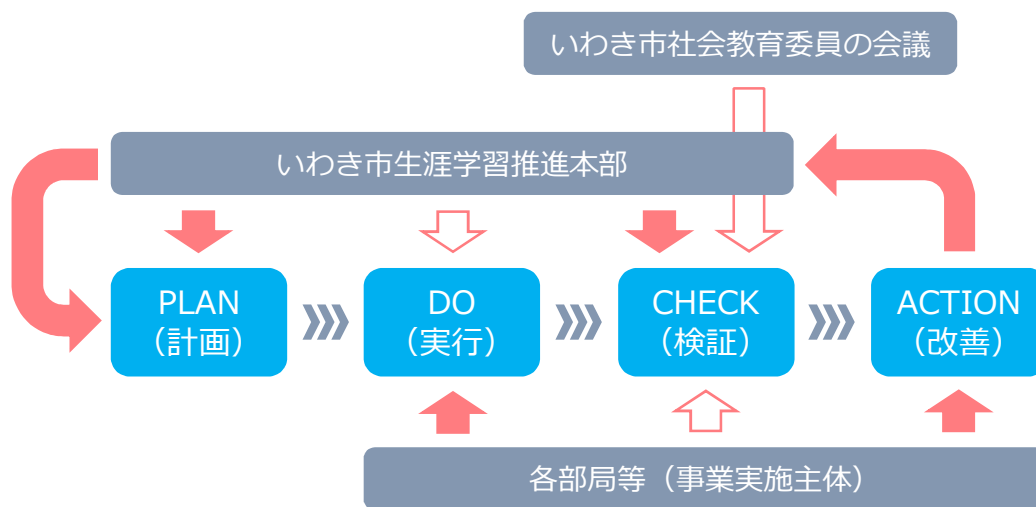 いわき市社会教育委員の会議
いわき市生涯学習推進本部
PLAN
（計画）
DO
（実行）
CHECK
（検証）
ACTION
（改善）
各部局等（事業実施主体）